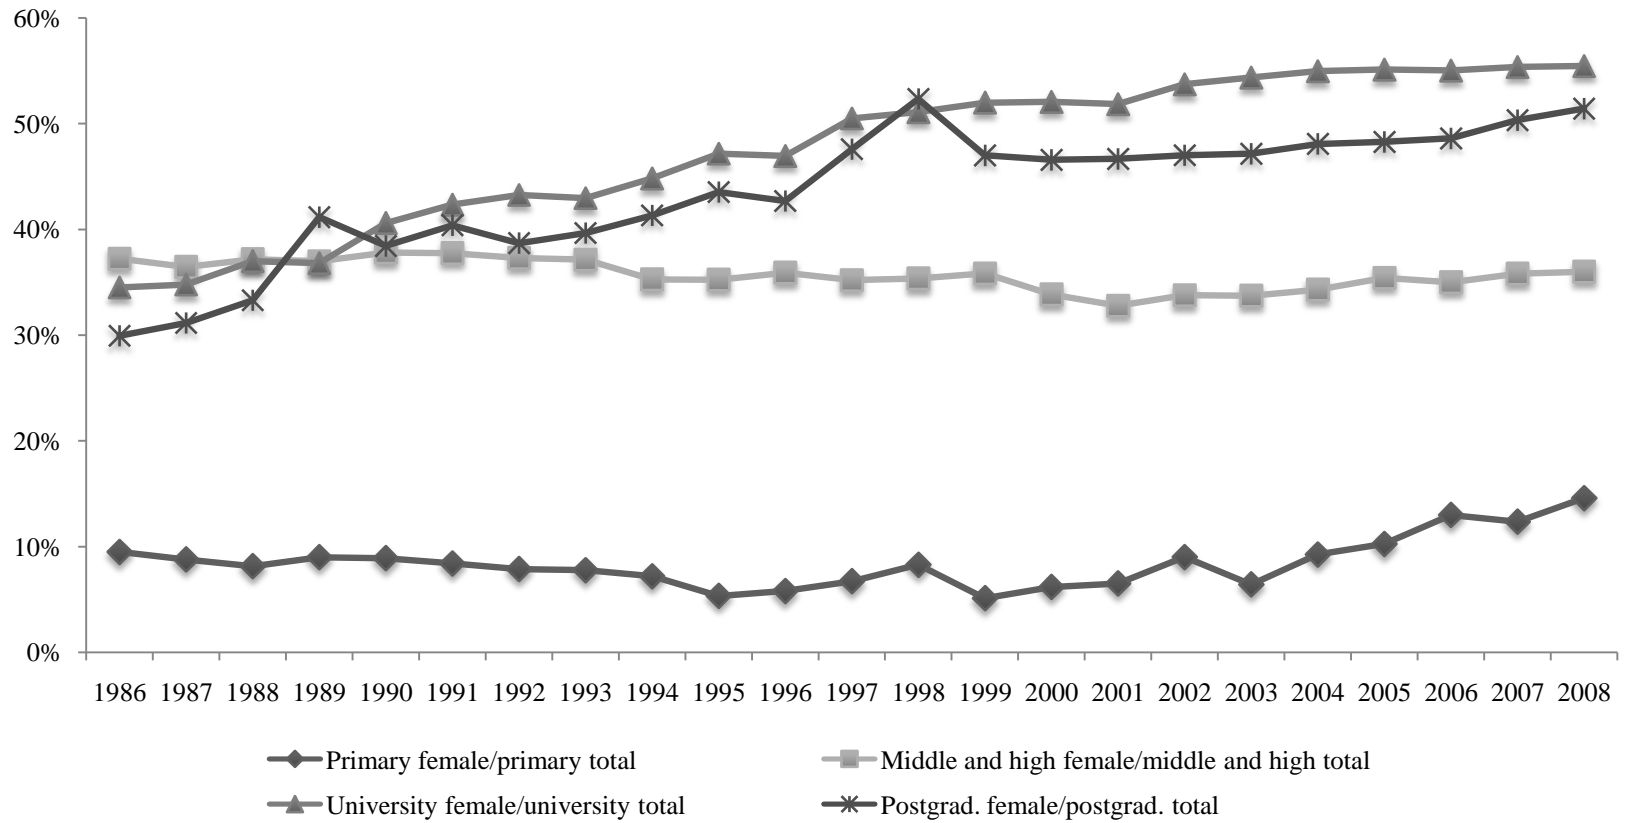 60%
50%
40%
30%
20%
10%
0%
1986 1987 1988 1989 1990 1991 1992 1993 1994 1995 1996 1997 1998 1999 2000 2001 2002 2003 2004 2005 2006 2007 2008
Primary female/primary total Middle and high female/middle and high total
University female/university total Postgrad. female/postgrad. total